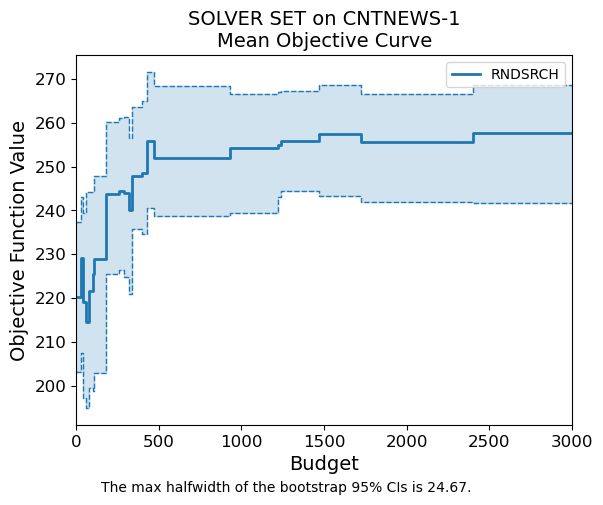 SOLVER SET on CNTNEWS-1
Mean Objective Curve
RNDSRCH
Objective Function Value
270
260
250
240
230
220
210
200
0 500 1000 1500 2000 2500 3000
Budget
The max halfwidth of the bootstrap 95% CIs is 24.67.